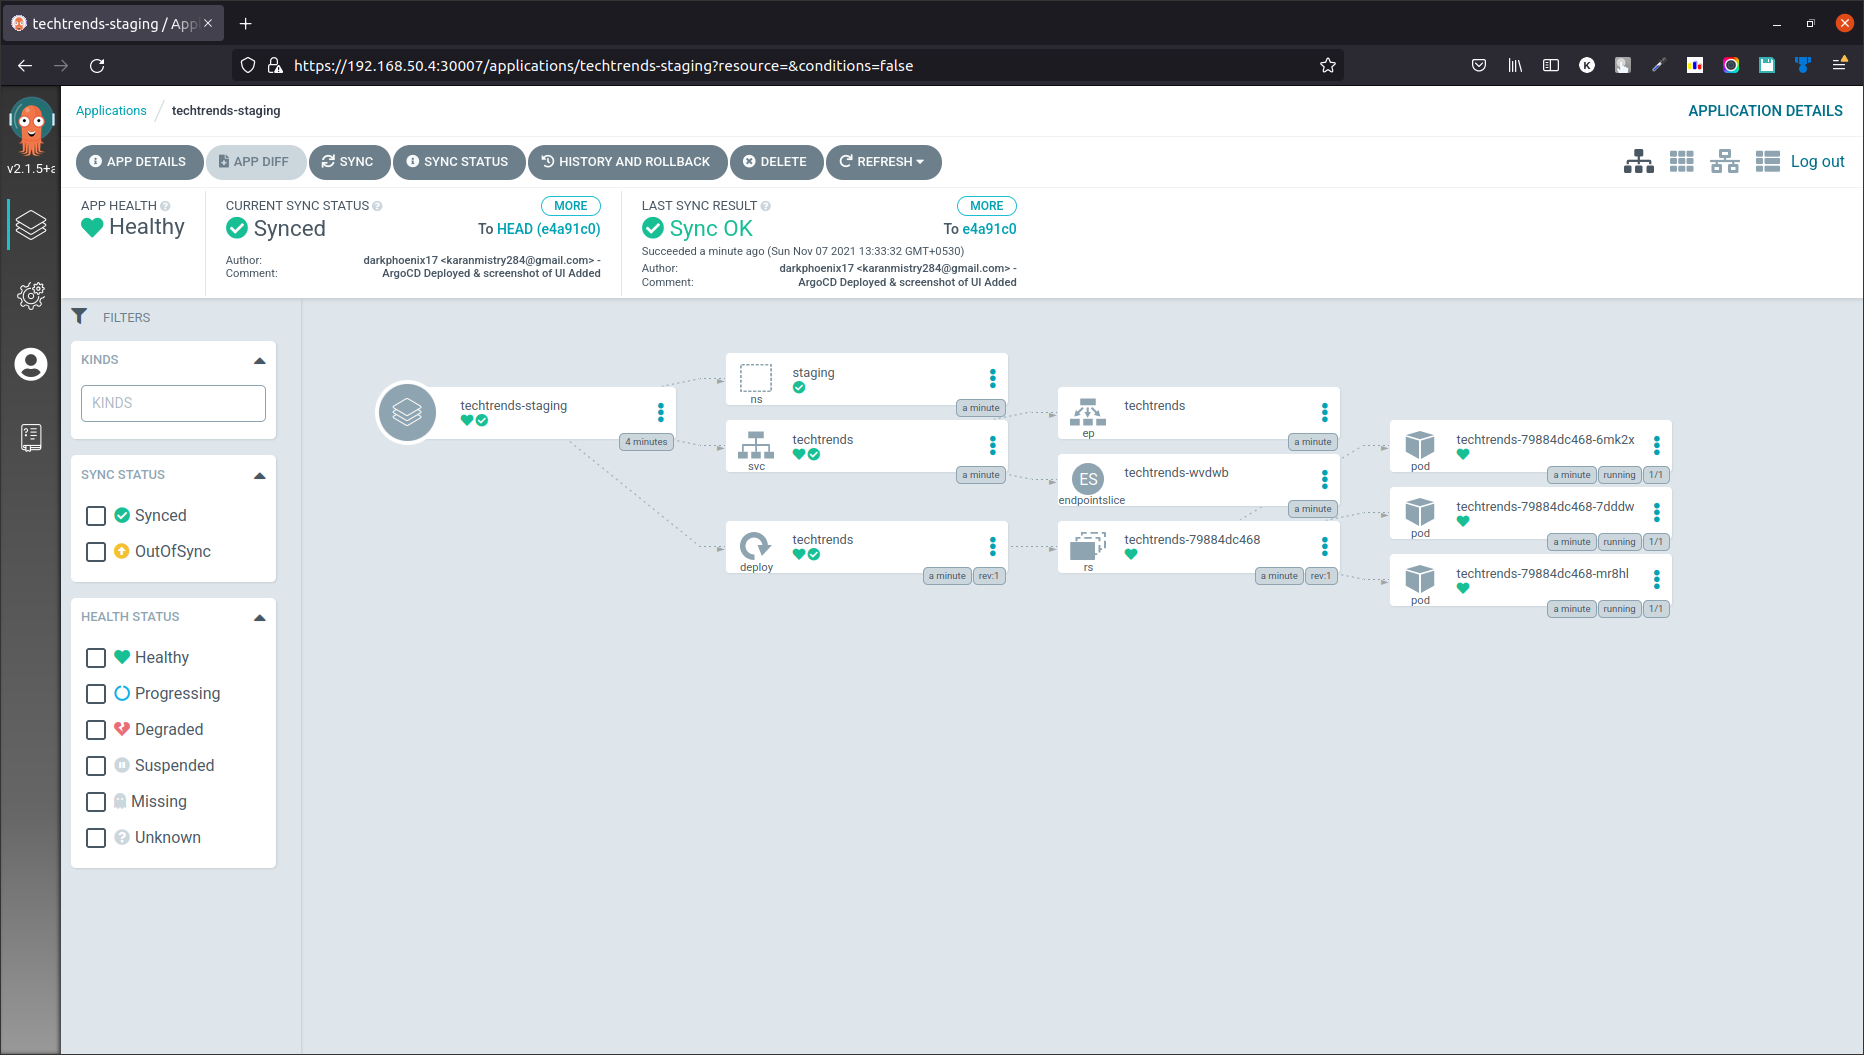 techtrends-staging / App
https://192.168.50.4:30007/applications/techtrends-staging?resource=&conditions=false
K
v2.1.5+a
Applications / techtrends-staging
APPLICATION DETAILS
APP DETAILS
APP DIFF
SYNC
SYNC STATUS
HISTORY AND ROLLBACK
DELETE
REFRESH
Log out
APP HEALTH
Healthy
CURRENT SYNC STATUS
MORE
Synced
To HEAD (e4a91c0)
Author: darkphoenix17 <karanmistry284@gmail.com> -
Comment: ArgoCD Deployed & screenshot of UI Added
LAST SYNC RESULT
MORE
Sync OK
To e4a91c0
Succeeded a minute ago (Sun Nov 07 2021 13:33:32 GMT+0530)
Author: darkphoenix17 <karanmistry284@gmail.com> -
Comment: ArgoCD Deployed & screenshot of UI Added
FILTERS
KINDS
KINDS
SYNC STATUS
Synced
OutOfSync
HEALTH STATUS
Healthy
Progressing
Degraded
Suspended
Missing
Unknown
techtrends-staging
4 minutes
staging
ns
a minute
techtrends
svc
a minute
techtrends
deploy
a minute
rev:1
techtrends
ep
a minute
ES
techtrends-wvdwb
endpointslice
a minute
techtrends-79884dc468
rs
a minute
rev:1
techtrends-79884dc468-6mk2x
pod
a minute
running
1/1
techtrends-79884dc468-7dddw
pod
a minute
running
1/1
techtrends-79884dc468-mr8hl
pod
a minute
running
1/1